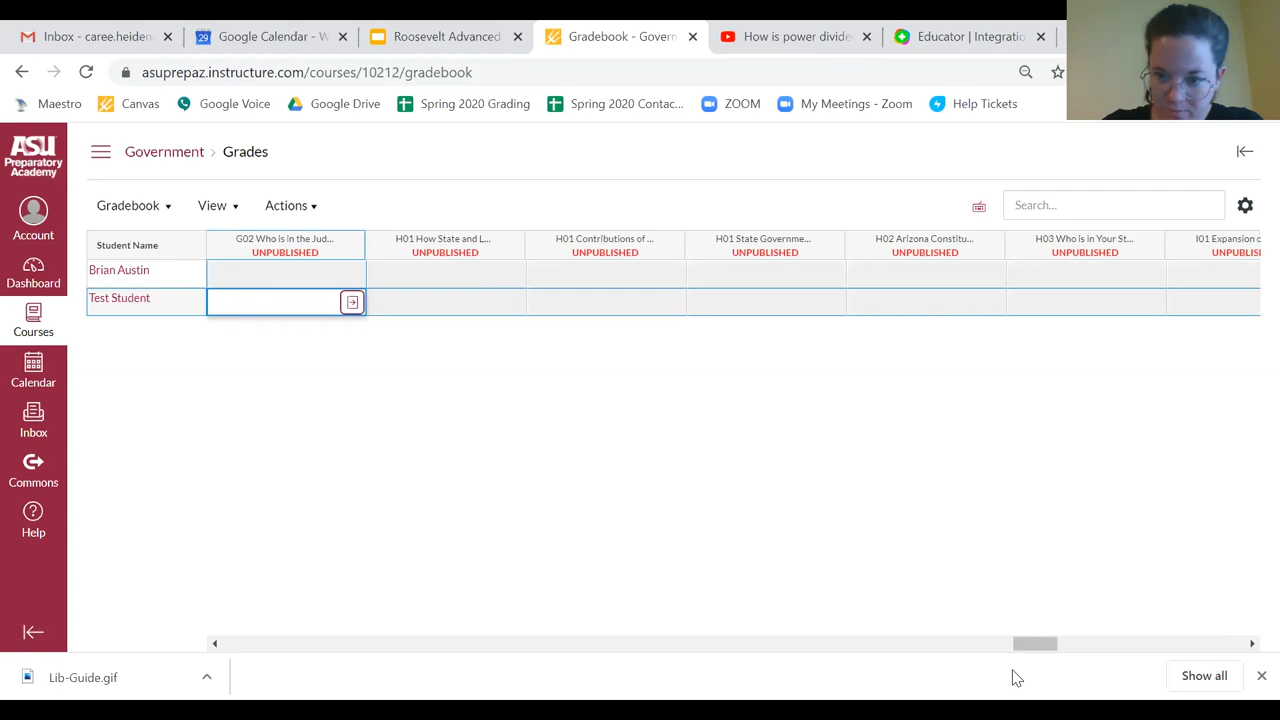 Inbox - caree.heiden
29
Google Calendar - W
Roosevelt Advanced
Gradebook - Govern
How is power divide
Educator | Integratio
asuprepaz.instructure.com/courses/10212/gradebook
Maestro
Canvas
Google Voice
Google Drive
Spring 2020 Grading
Spring 2020 Contac...
ZOOM
My Meetings - Zoom
Help Tickets
ASU
Preparatory
Academy
Account
Dashboard
Courses
Calendar
Inbox
Commons
Help
Government > Grades
Gradebook
View
Actions
Search...
Student Name
G02 Who is in the Jud...
UNPUBLISHED
H01 How State and L...
UNPUBLISHED
H01 Contributions of ...
UNPUBLISHED
H01 State Governme...
UNPUBLISHED
H02 Arizona Constitu...
UNPUBLISHED
H03 Who is in Your St...
UNPUBLISHED
I01 Expansion o
UNPUBLIS
Brian Austin
Test Student
Lib-Guide.gif
Show all